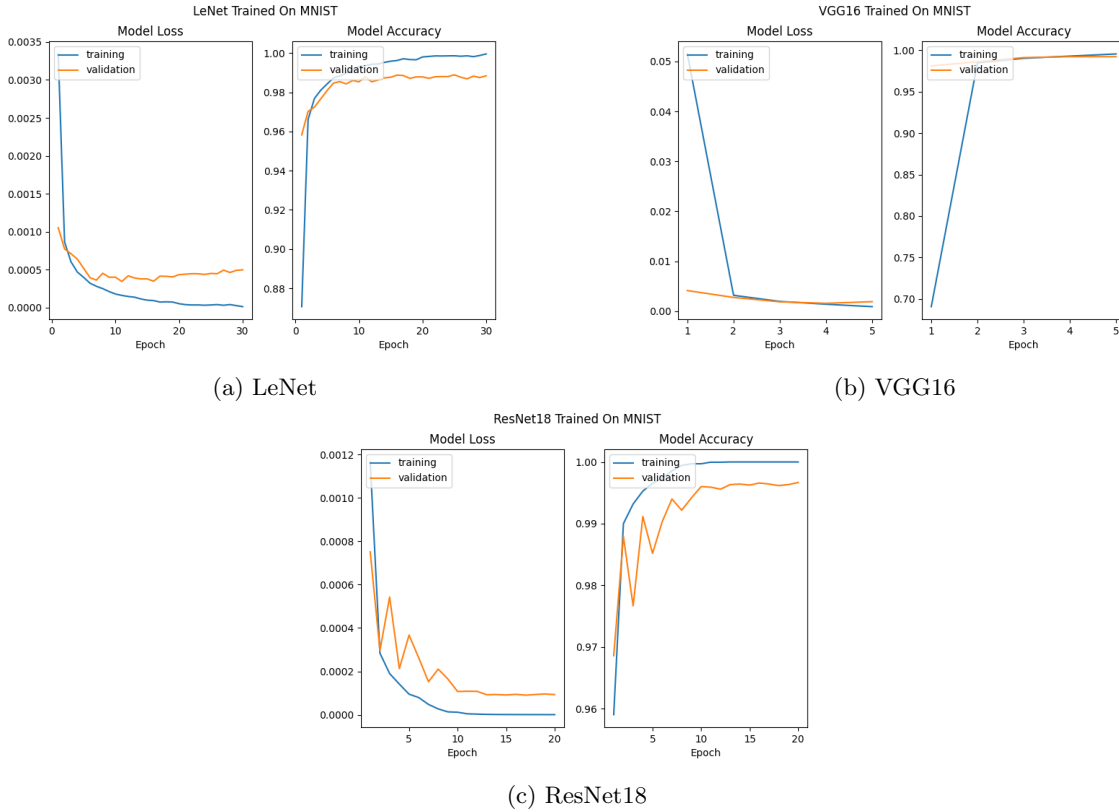 LeNet Trained On MNIST
Model Loss
training
validation
0.0035
0.0030
0.0025
0.0020
0.0015
0.0010
0.0005
0.0000
0 10 20 30
Epoch
Model Accuracy
training
validation
1.00
0.98
0.96
0.94
0.92
0.90
0.88
0 10 20 30
Epoch
(a) LeNet
VGG16 Trained On MNIST
Model Loss
training
validation
0.05
0.04
0.03
0.02
0.01
0.00
1 2 3 4 5
Epoch
Model Accuracy
training
validation
1.00
0.95
0.90
0.85
0.80
0.75
0.70
1 2 3 4 5
Epoch
(b) VGG16
ResNet18 Trained On MNIST
Model Loss
training
validation
0.0012
0.0010
0.0008
0.0006
0.0004
0.0002
0.0000
5 10 15 20
Epoch
Model Accuracy
training
validation
1.00
0.99
0.98
0.97
0.96
5 10 15 20
Epoch
(c) ResNet18